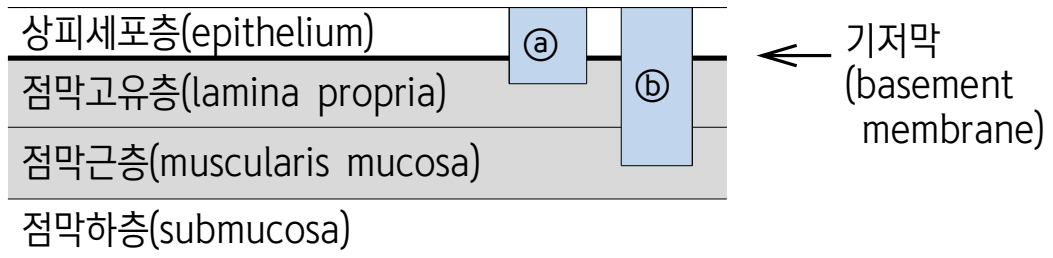 상피세포층(epithelium)
ⓐ
기저막
(basement
membrane)
점막고유층(lamina propria)
ⓑ
점막근층(muscularis mucosa)
점막하층(submucosa)